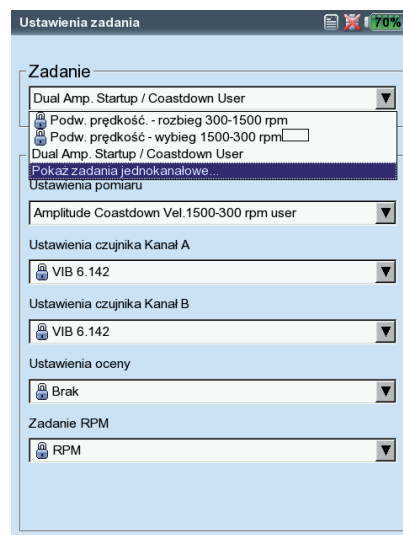 Ustawienia zadania 70%
Zadanie
Dual Amp. Startup / Coastdown User
Podw. prędkość. - rozbieg 300-1500 rpm
Podw. prędkość - wybieg 1500-300 rpm
Dual Amp. Startup / Coastdown User
Pokaż zadania jednokanałowe...
Ustawienia pomiaru
Amplitude Coastdown Vel.1500-300 rpm user
Ustawienia czujnika Kanał A
VIB 6.142
Ustawienia czujnika Kanał B
VIB 6.142
Ustawienia oceny
Brak
Zadanie RPM
RPM